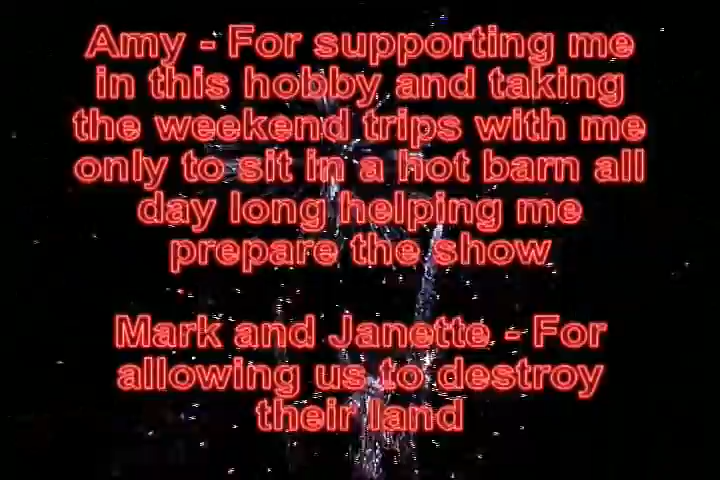 Amy - For supporting me
in this hobby and taking
the weekend trips with me
only to sit in a hot barn all
day long helping me
prepare the show
Mark and Janette - For
allowing us to destroy
their land